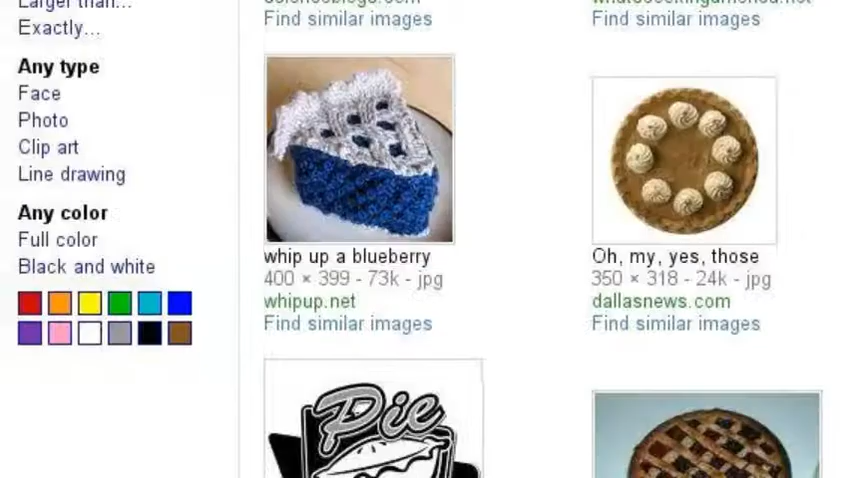 Larger than...
Exactly...
Any type
Face
Photo
Clip art
Line drawing
Any color
Full color
Black and white
Find similar images
whip up a blueberry
400 × 399 - 73k - jpg
whipup.net
Find similar images
Pie
Find similar images
Oh, my, yes, those
350 × 318 - 24k - jpg
dallasnews.com
Find similar images